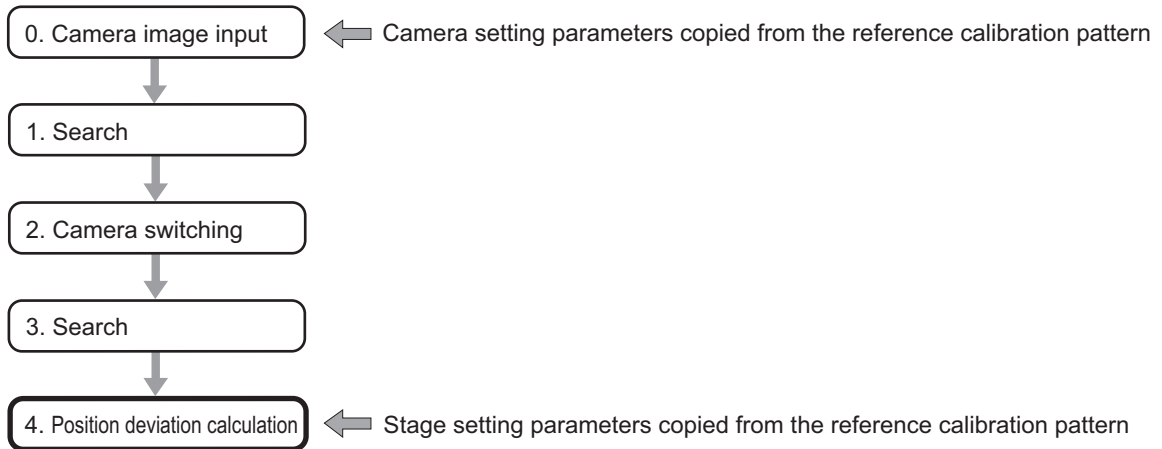 0. Camera image input
Camera setting parameters copied from the reference calibration pattern
1. Search
2. Camera switching
3. Search
4. Position deviation calculation
Stage setting parameters copied from the reference calibration pattern